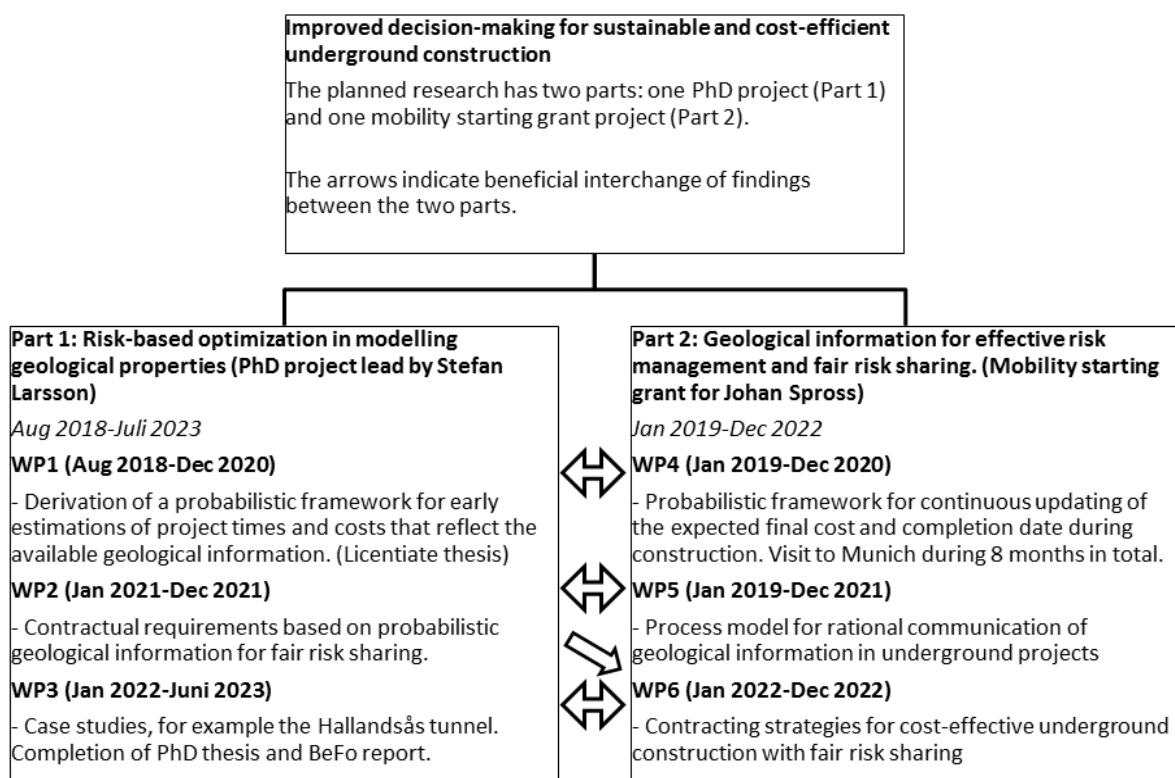 Improved decision-making for sustainable and cost-efficient
underground construction
The planned research has two parts: one PhD project (Part 1)
and one mobility starting grant project (Part 2).
The arrows indicate beneficial interchange of findings
between the two parts.
Part 1: Risk-based optimization in modelling
geological properties (PhD project lead by Stefan
Larsson)
Aug 2018-Juli 2023
WP1 (Aug 2018-Dec 2020)
- Derivation of a probabilistic framework for early
estimations of project times and costs that reflect the
available geological information. (Licentiate thesis)
WP2 (Jan 2021-Dec 2021)
- Contractual requirements based on probabilistic
geological information for fair risk sharing.
WP3 (Jan 2022-Juni 2023)
- Case studies, for example the Hallandsås tunnel.
Completion of PhD thesis and BeFo report.
Part 2: Geological information for effective risk
management and fair risk sharing. (Mobility starting
grant for Johan Spross)
Jan 2019-Dec 2022
WP4 (Jan 2019-Dec 2020)
- Probabilistic framework for continuous updating of
the expected final cost and completion date during
construction. Visit to Munich during 8 months in total.
WP5 (Jan 2019-Dec 2021)
- Process model for rational communication of
geological information in underground projects
WP6 (Jan 2022-Dec 2022)
- Contracting strategies for cost-effective underground
construction with fair risk sharing